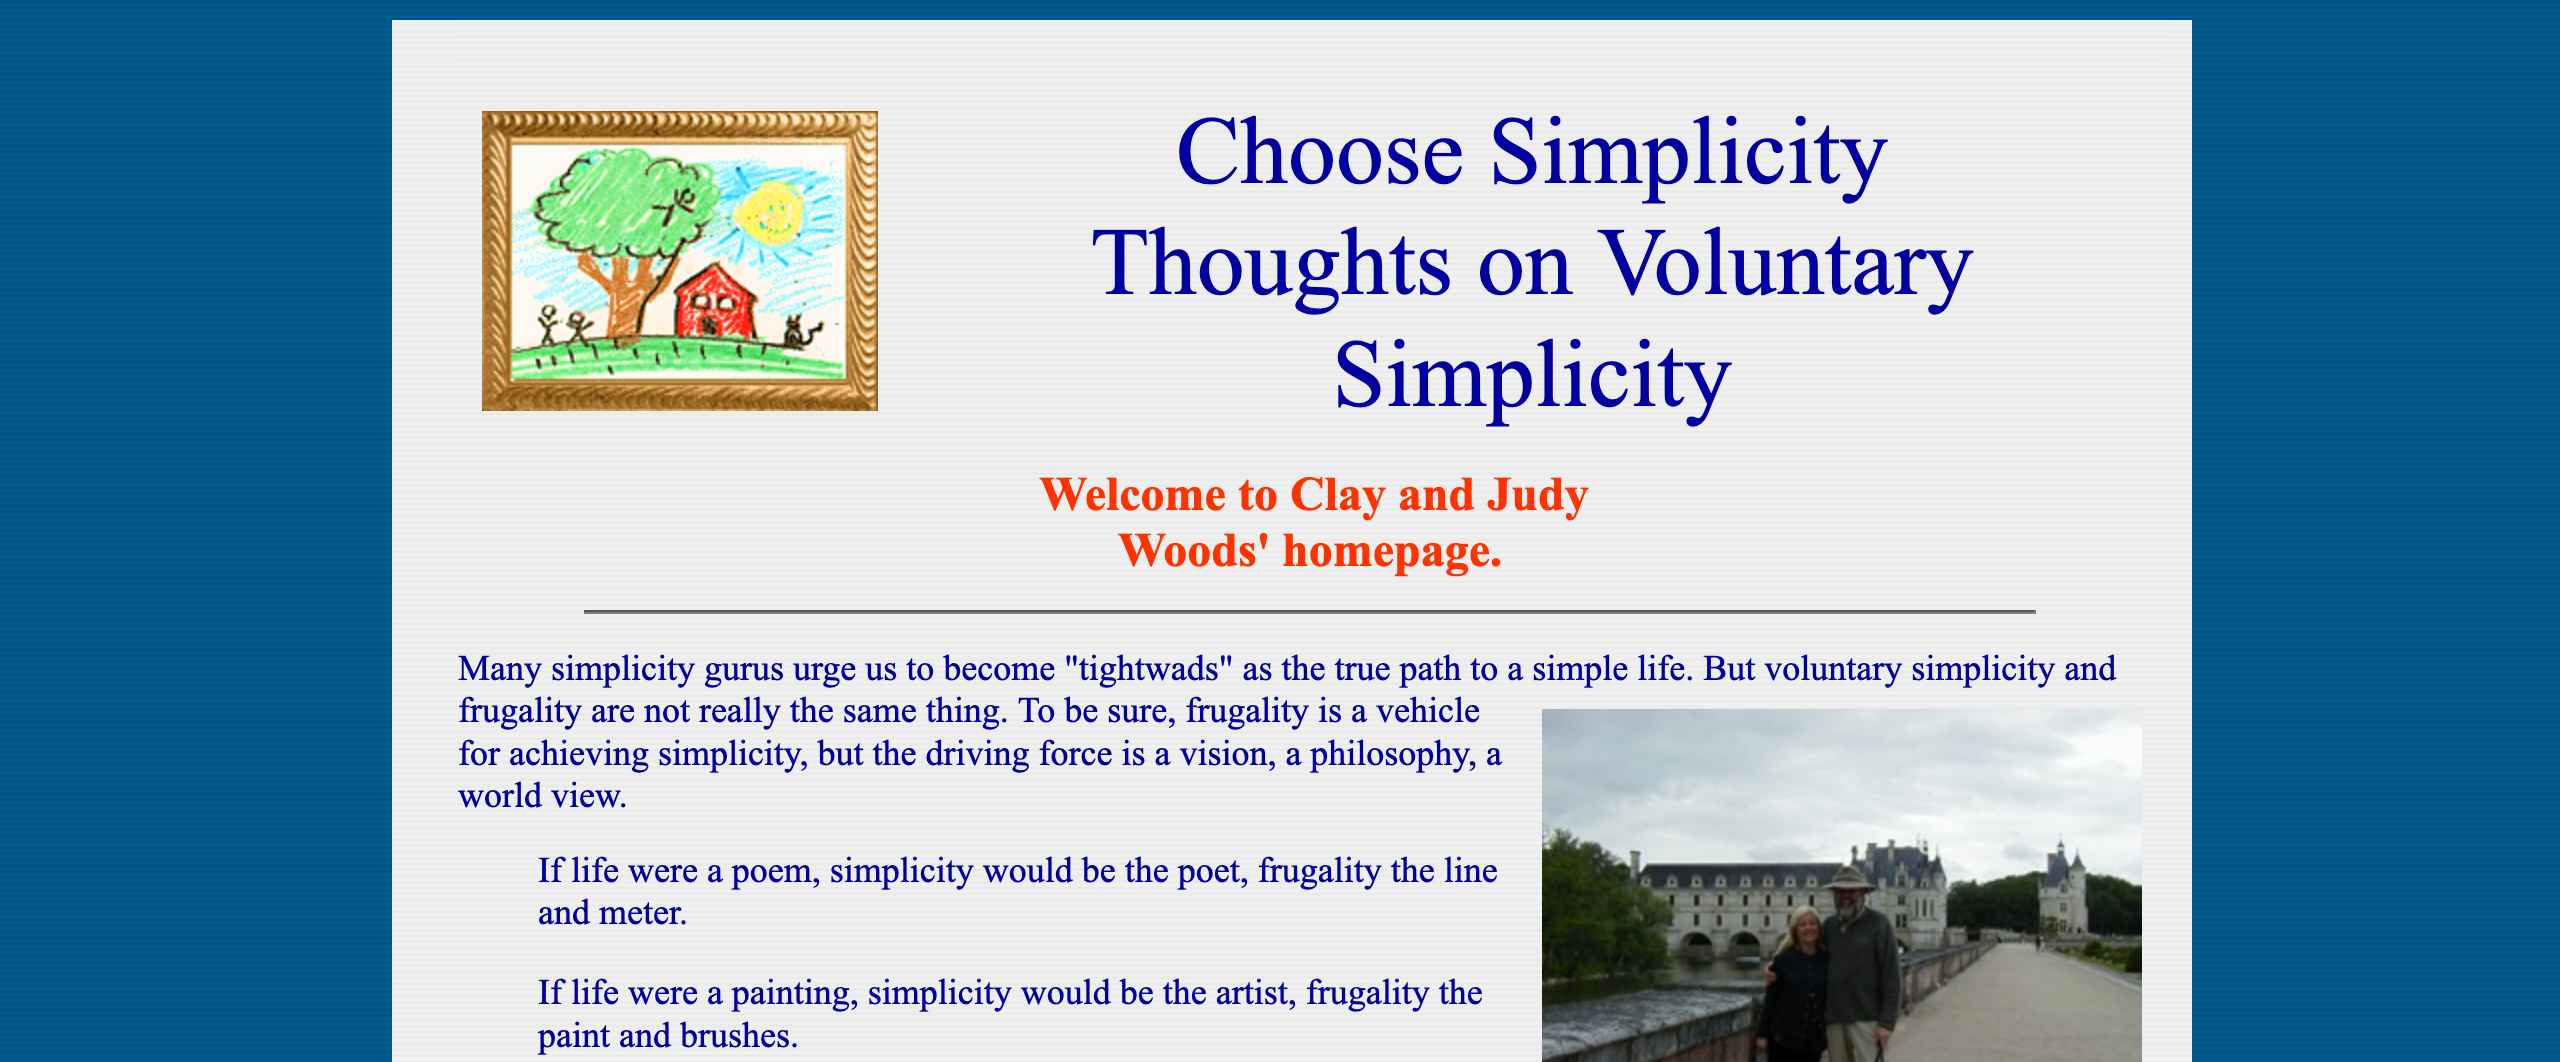 Choose Simplicity
Thoughts on Voluntary
Simplicity
Welcome to Clay and Judy
Woods' homepage.
Many simplicity gurus urge us to become "tightwads" as the true path to a simple life. But voluntary simplicity and
frugality are not really the same thing. To be sure, frugality is a vehicle
for achieving simplicity, but the driving force is a vision, a philosophy, a
world view.
If life were a poem, simplicity would be the poet, frugality the line
and meter.
If life were a painting, simplicity would be the artist, frugality the
paint and brushes.